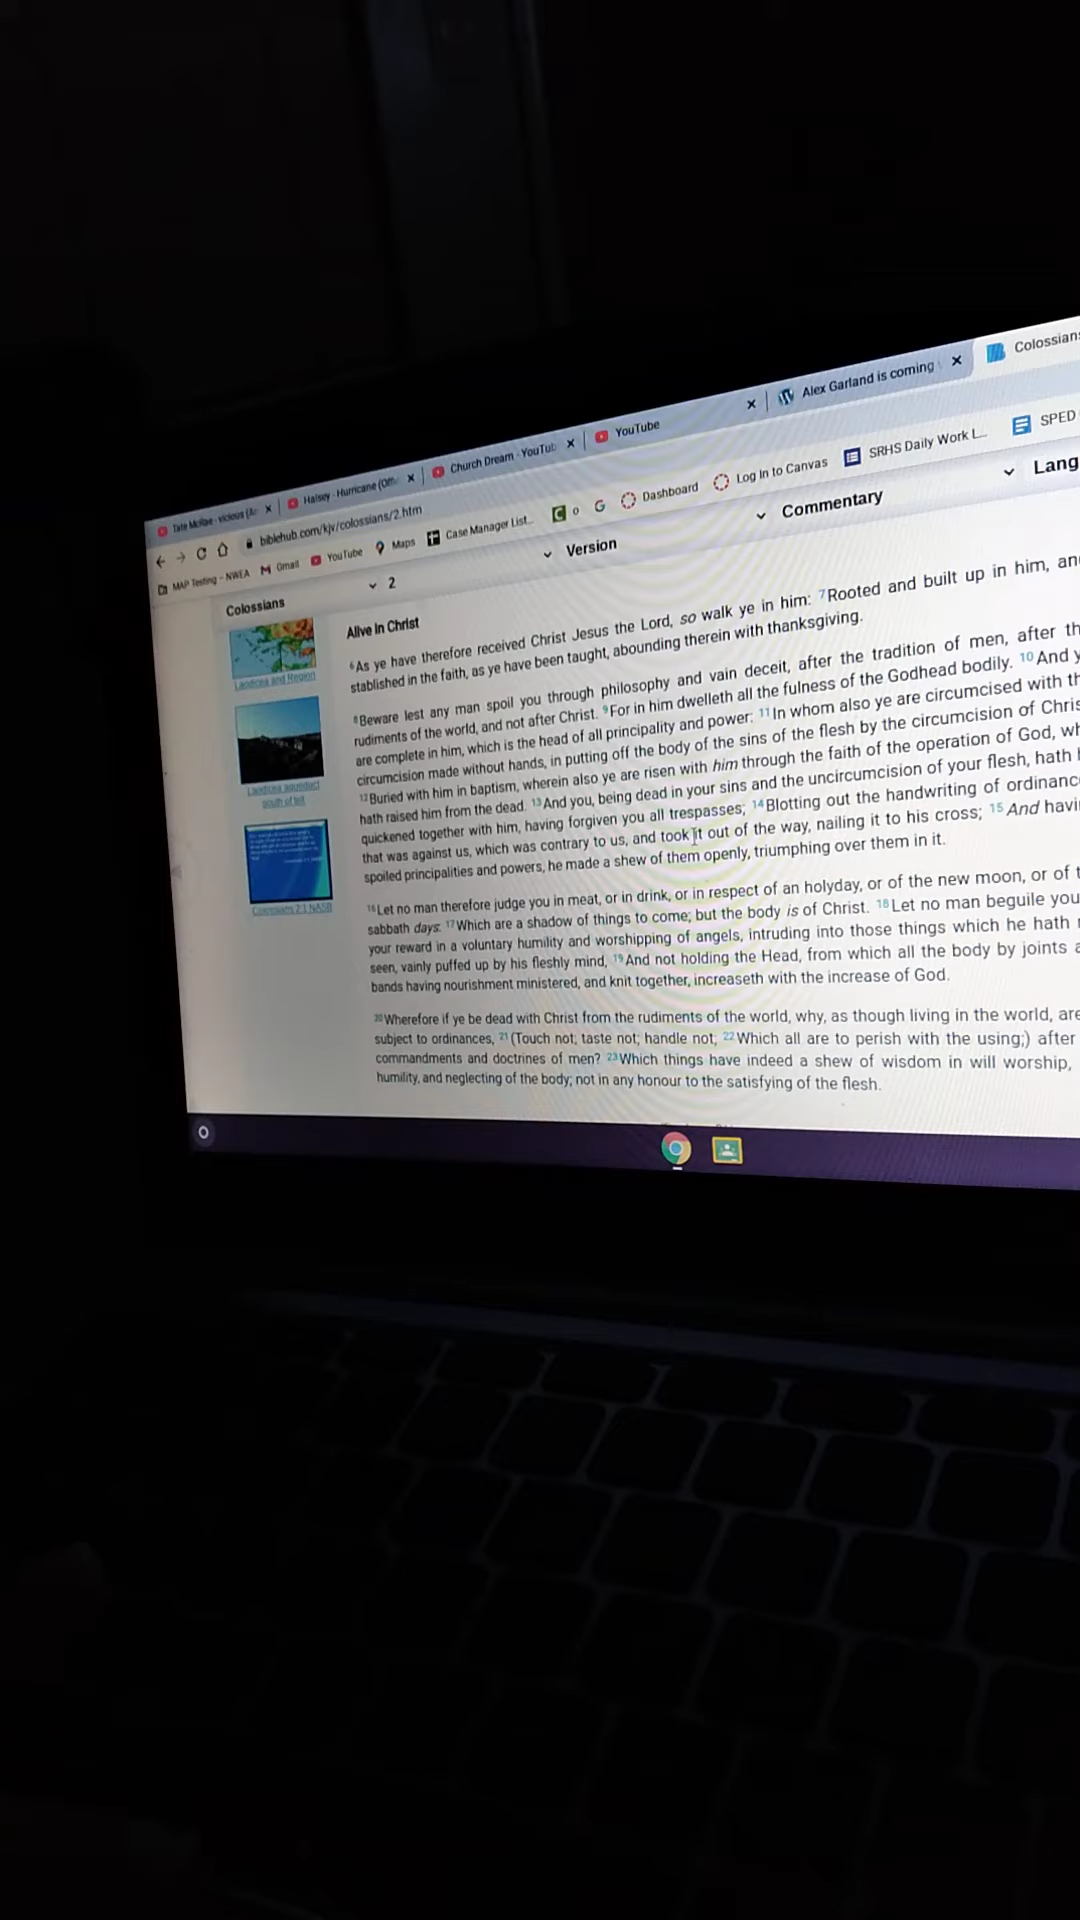 Tate McRae - vicious (
Halsey - Hurricane (Offi
Church Dream - YouTub
YouTube
Alex Garland is coming
Colossians
biblehub.com/kjv/colossians/2.htm
MAP Testing - NWEA
Gmail
YouTube
Maps
Case Manager List...
0
Dashboard
Log In to Canvas
SRHS Daily Work L...
SPED
Colossians
2
Version
Commentary
Lang
Laodicea and Region
Laodicea aqueduct
south of tell
Colossians 2:1 NASB
Alive in Christ
6As ye have therefore received Christ Jesus the Lord, so walk ye in him: 7Rooted and built up in him, and
stablished in the faith, as ye have been taught, abounding therein with thanksgiving.
8Beware lest any man spoil you through philosophy and vain deceit, after the tradition of men, after th
rudiments of the world, and not after Christ. 9For in him dwelleth all the fulness of the Godhead bodily. 10And y
are complete in him, which is the head of all principality and power: 11In whom also ye are circumcised with th
circumcision made without hands, in putting off the body of the sins of the flesh by the circumcision of Chris
12Buried with him in baptism, wherein also ye are risen with him through the faith of the operation of God, wh
hath raised him from the dead. 13And you, being dead in your sins and the uncircumcision of your flesh, hath h
quickened together with him, having forgiven you all trespasses; 14Blotting out the handwriting of ordinanc
that was against us, which was contrary to us, and took it out of the way, nailing it to his cross; 15And havi
spoiled principalities and powers, he made a shew of them openly, triumphing over them in it.
16Let no man therefore judge you in meat, or in drink, or in respect of an holyday, or of the new moon, or of t
sabbath days: 17Which are a shadow of things to come; but the body is of Christ. 18Let no man beguile you
your reward in a voluntary humility and worshipping of angels, intruding into those things which he hath
seen, vainly puffed up by his fleshly mind, 19And not holding the Head, from which all the body by joints a
bands having nourishment ministered, and knit together, increaseth with the increase of God.
20Wherefore if ye be dead with Christ from the rudiments of the world, why, as though living in the world, are
subject to ordinances, 21(Touch not; taste not; handle not; 22Which all are to perish with the using;) after
commandments and doctrines of men? 23Which things have indeed a shew of wisdom in will worship,
humility, and neglecting of the body; not in any honour to the satisfying of the flesh.